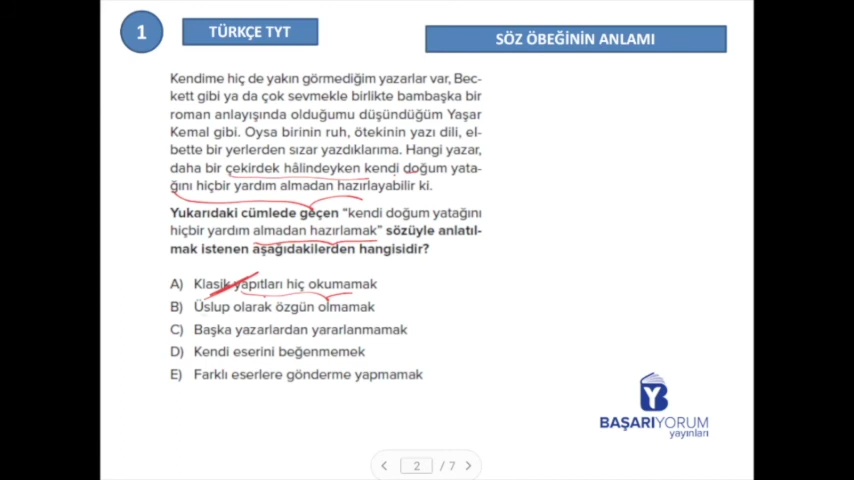 1
TÜRKÇE TYT
SÖZ ÖBEĞİNİN ANLAMI
Kendime hiç de yakın görmediğim yazarlar var, Bec-
kett gibi ya da çok sevmekle birlikte bambaşka bir
roman anlayışında olduğumu düşündüğüm Yaşar
Kemal gibi. Oysa birinin ruh, ötekinin yazı dili, el-
bette bir yerlerden sızar yazdıklarıma. Hangi yazar,
daha bir çekirdek hâlindeyken kendi doğum yata-
ğını hiçbir yardım almadan hazırlayabilir ki.
Yukarıdaki cümlede geçen “kendi doğum yatağını
hiçbir yardım almadan hazırlamak” sözüyle anlatıl-
mak istenen aşağıdakilerden hangisidir?
A) Klasik yapıtları hiç okumamak
B) Üslup olarak özgün olmamak
C) Başka yazarlardan yararlanmamak
D) Kendi eserini beğenmemek
E) Farklı eserlere gönderme yapmamak
BAŞARIYORUM
yayınları
2 / 7